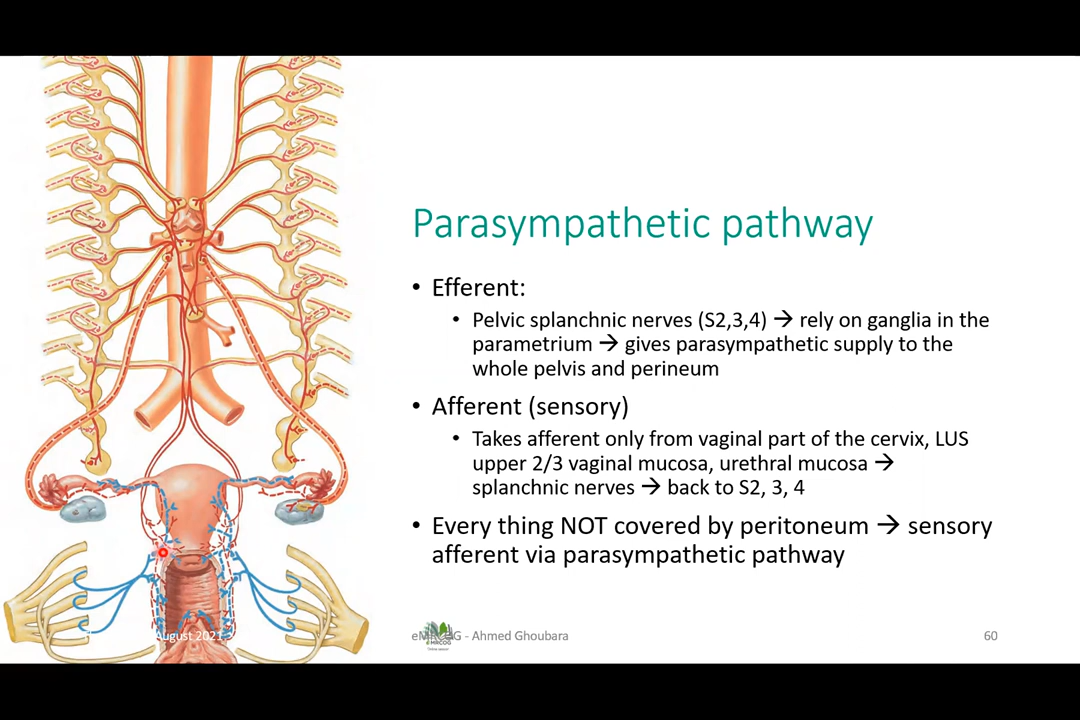 Parasympathetic pathway
• Efferent:
• Pelvic splanchnic nerves (S2,3,4) → rely on ganglia in the
parametrium → gives parasympathetic supply to the
whole pelvis and perineum
• Afferent (sensory)
• Takes afferent only from vaginal part of the cervix, LUS
upper 2/3 vaginal mucosa, urethral mucosa →
splanchnic nerves → back to S2, 3, 4
• Every thing NOT covered by peritoneum → sensory
afferent via parasympathetic pathway
August 2021
eMRCOG - Ahmed Ghoubara
60